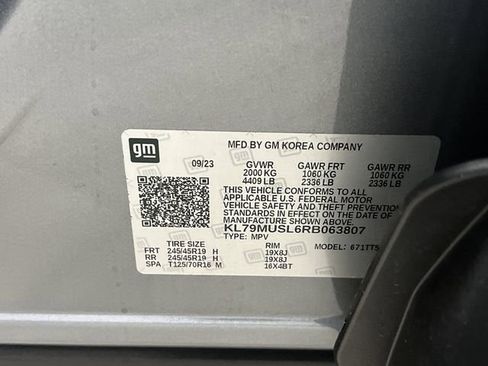 gm
MFD BY GM KOREA COMPANY
09/23 GVWR GAWR FRT GAWR RR
2000 KG 1060 KG 1060 KG
4409 LB 2336 LB 2336 LB
THIS VEHICLE CONFORMS TO ALL
APPLICABLE U.S. FEDERAL MOTOR
VEHICLE SAFETY AND THEFT PREVENTION
STANDARDS IN EFFECT ON THE DATE OF
MANUFACTURE SHOWN ABOVE.
KL79MUSL6RB063807
TYPE: MPV MODEL: 671TT5
TIRE SIZE RIM
FRT 245/45R19 H 19X8J
RR 245/45R19 H 19X8J
SPA T125/70R16 M 16X4BT